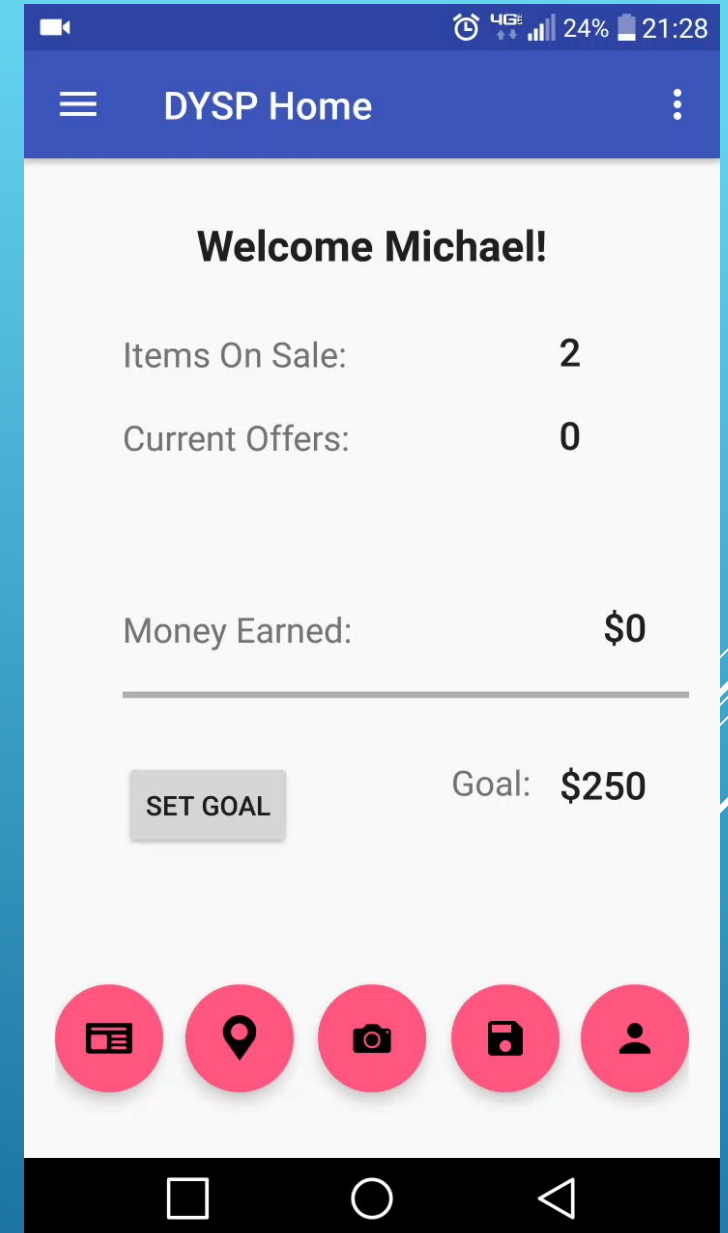 4G 24% 21:28
DYSP Home
Welcome Michael!
Items On Sale: 2
Current Offers: 0
Money Earned: $0
SET GOAL Goal: $250